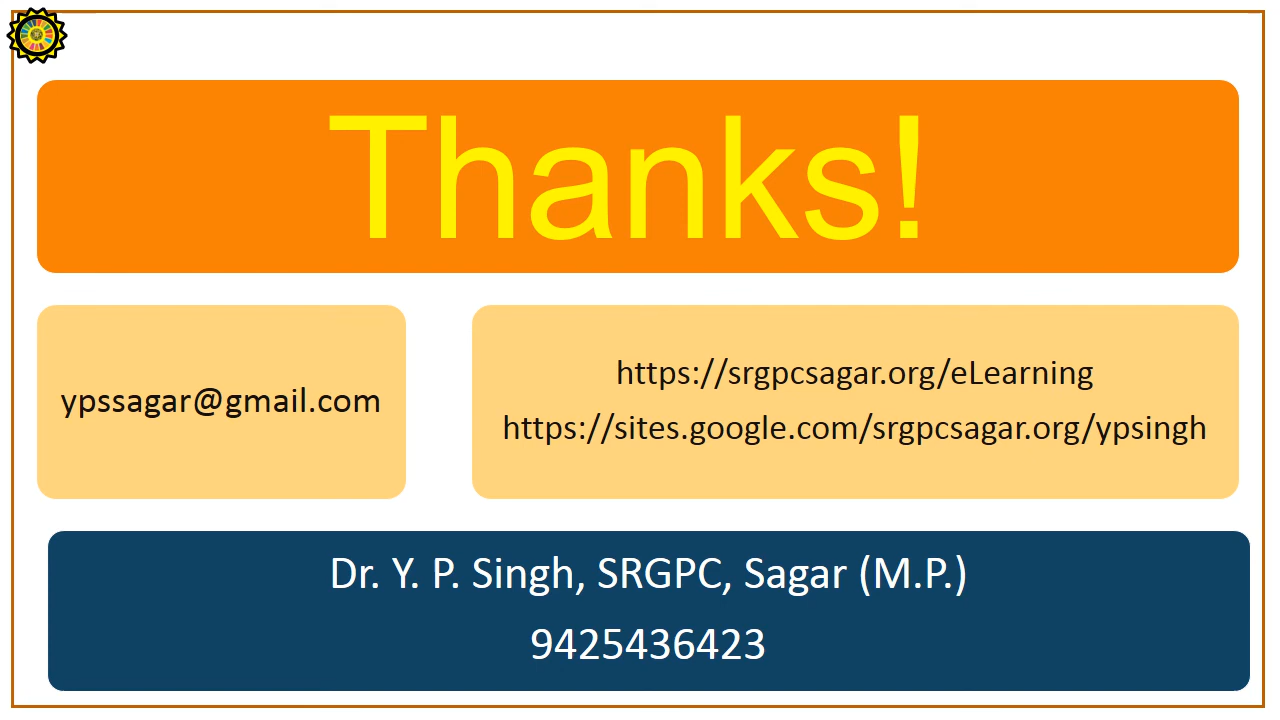 Thanks!
ypssagar@gmail.com
https://srgpcsagar.org/eLearning
https://sites.google.com/srgpcsagar.org/ypsingh
Dr. Y. P. Singh, SRGPC, Sagar (M.P.)
9425436423